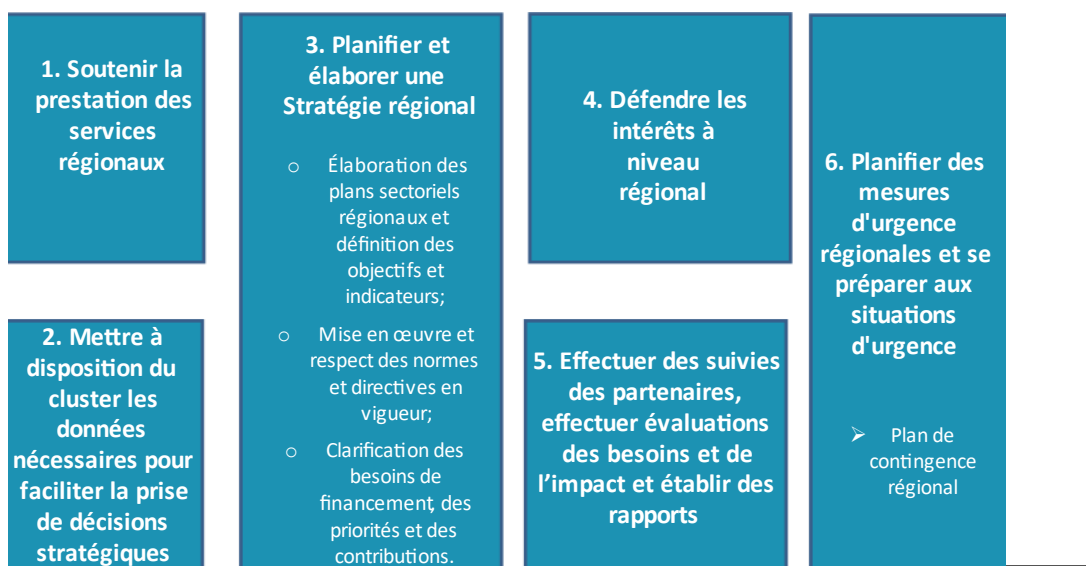 1. Soutenir la
prestation des
services
régionaux
2. Mettre à
disposition du
cluster les
données
nécessaires pour
faciliter la prise
de décisions
stratégiques
3. Planifier et
élaborer une
Stratégie régional
o Élaboration des
plans sectoriels
régionaux et
définition des
objectifs et
indicateurs;
o Mise en œuvre et
respect des normes
et directives en
vigueur;
o Clarification des
besoins de
financement, des
priorités et des
contributions.
4. Défendre les
intérêts à
niveau
régional
5. Effectuer des suivies
des partenaires,
effectuer évaluations
des besoins et de
l’impact et établir des
rapports
6. Planifier des
mesures
d'urgence
régionales et se
préparer aux
situations
d'urgence
➢ Plan de
contingence
régional